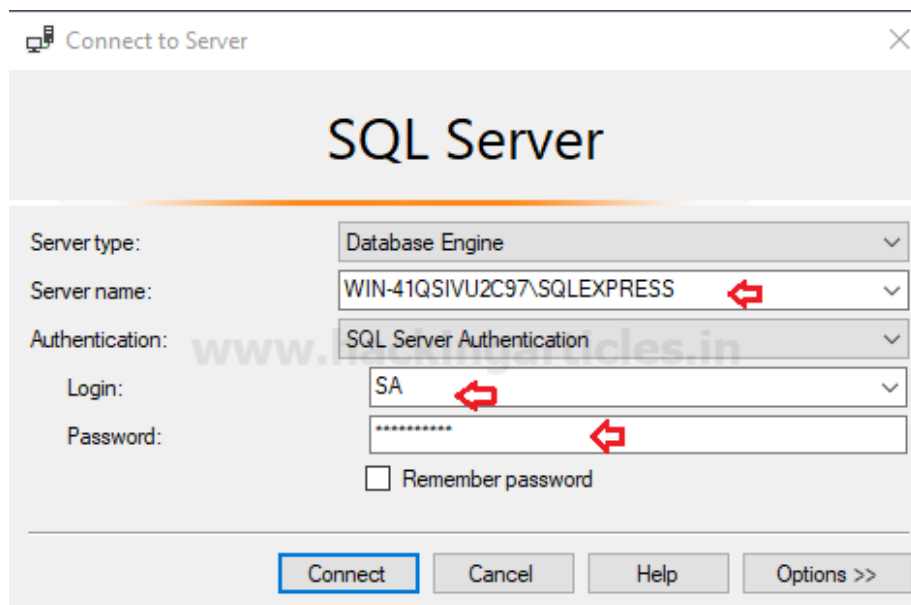 Connect to Server
SQL Server
Server type: Database Engine
Server name: WIN-41QSIVU2C97\SQLEXPRESS
Authentication: SQL Server Authentication
www.hackingarticles.in
Login: SA
Password: **********
Remember password
Connect Cancel Help Options >>